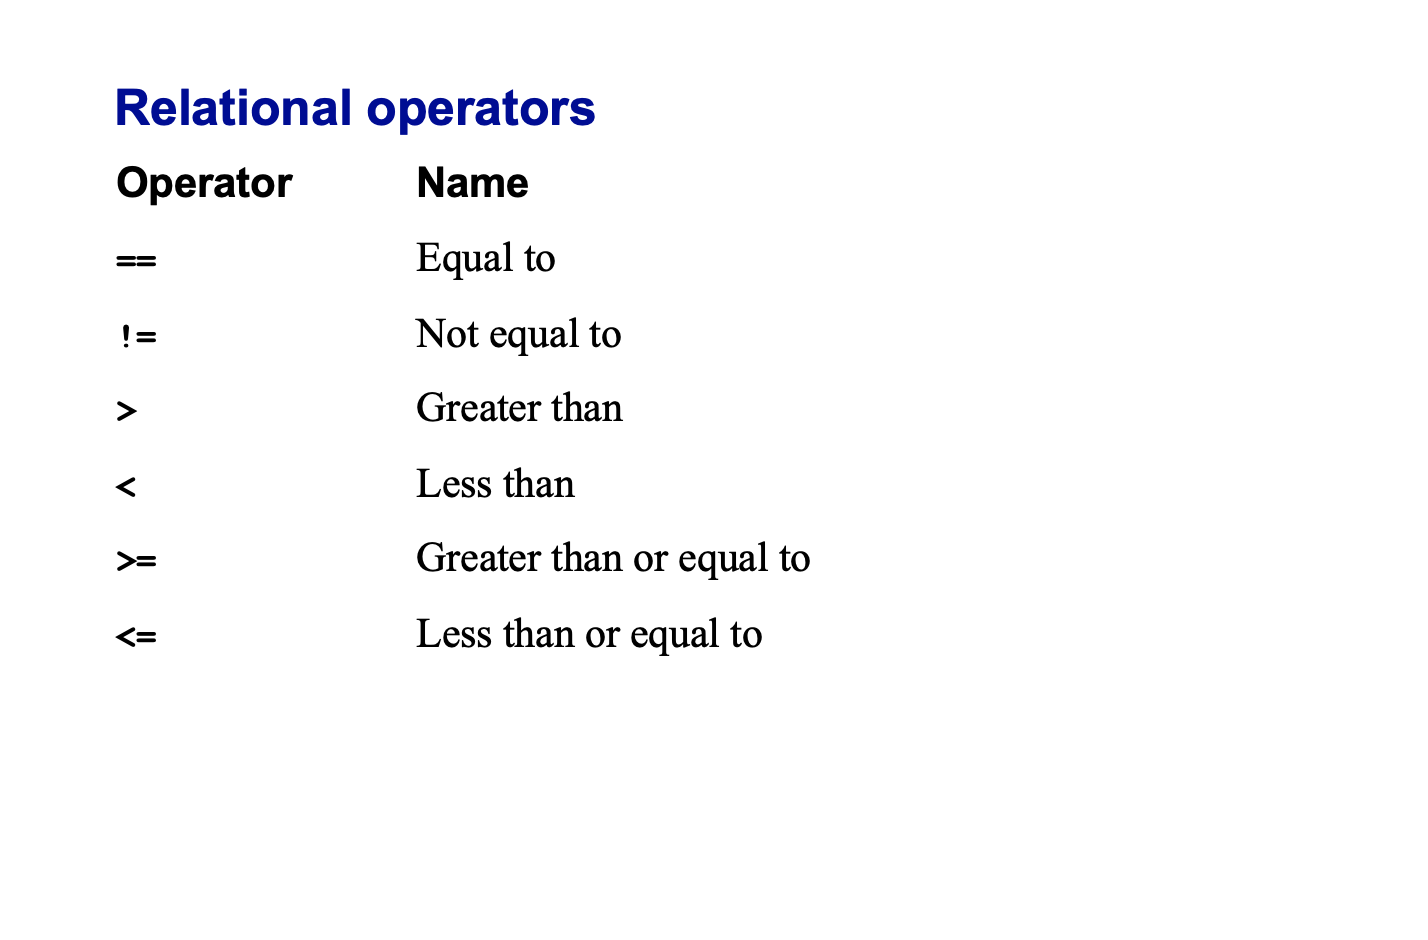 Relational operators
Operator Name
== Equal to
!= Not equal to
> Greater than
< Less than
>= Greater than or equal to
<= Less than or equal to